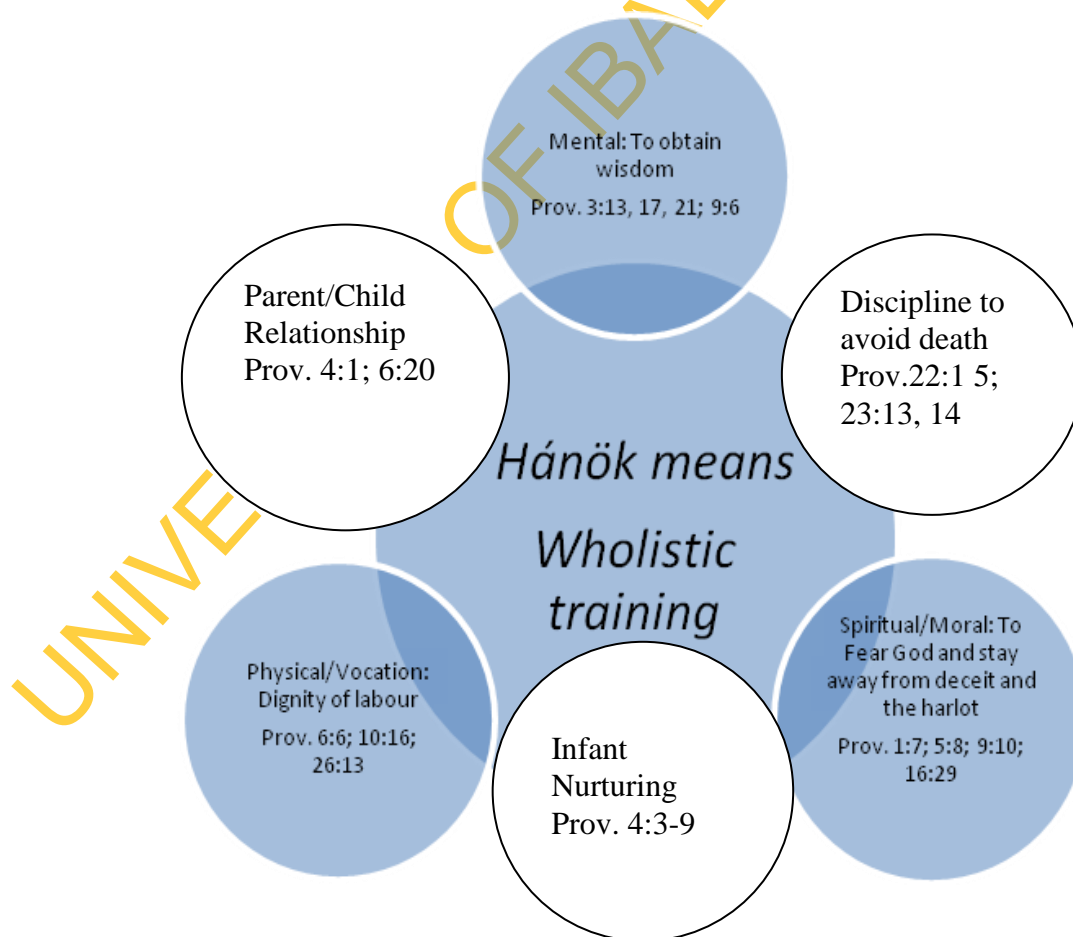 Mental: To obtain
wisdom
Prov. 3:13, 17, 21; 9:6
Parent/Child
Relationship
Prov. 4:1; 6:20
Discipline to
avoid death
Prov.22:1 5;
23:13, 14
Hánök means
Wholistic
training
Physical/Vocation:
Dignity of labour
Prov. 6:6; 10:16;
26:13
Infant
Nurturing
Prov. 4:3-9
Spiritual/Moral: To
Fear God and stay
away from deceit and
the harlot
Prov. 1:7; 5:8; 9:10;
16:29
UNIVE OF IBA